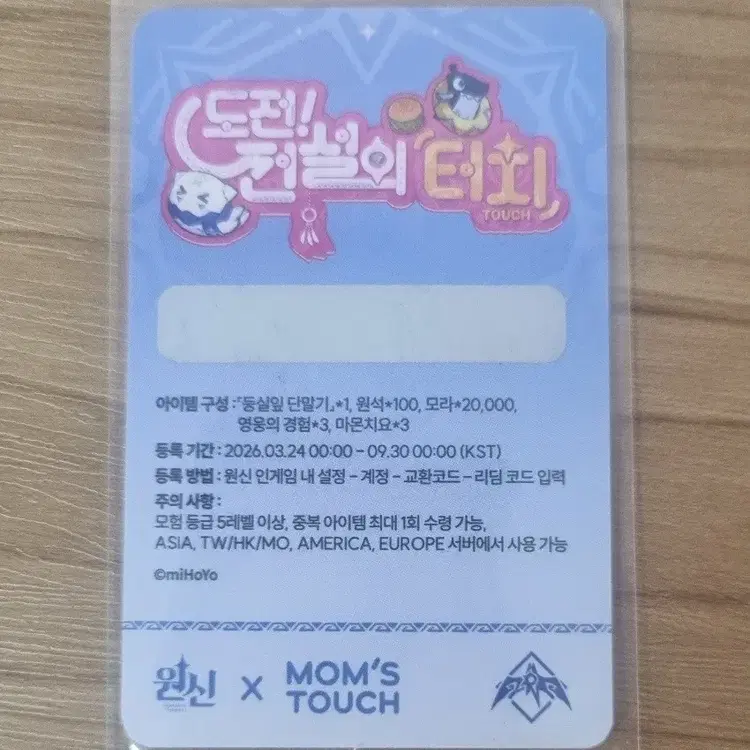 도전!
전설의 터치
TOUCH
아이템 구성 : 「둥실잎 단말기」*1, 원석*100, 모라*20,000,
영웅의 경험*3, 마몬치요*3
등록 기간 : 2026.03.24 00:00 - 09.30 00:00 (KST)
등록 방법 : 원신 인게임 내 설정 - 계정 - 교환코드 - 리딤 코드 입력
주의 사항 :
모험 등급 5레벨 이상, 중복 아이템 최대 1회 수령 가능,
ASIA, TW/HK/MO, AMERICA, EUROPE 서버에서 사용 가능
©miHoYo
원신 X MOM'S
TOUCH